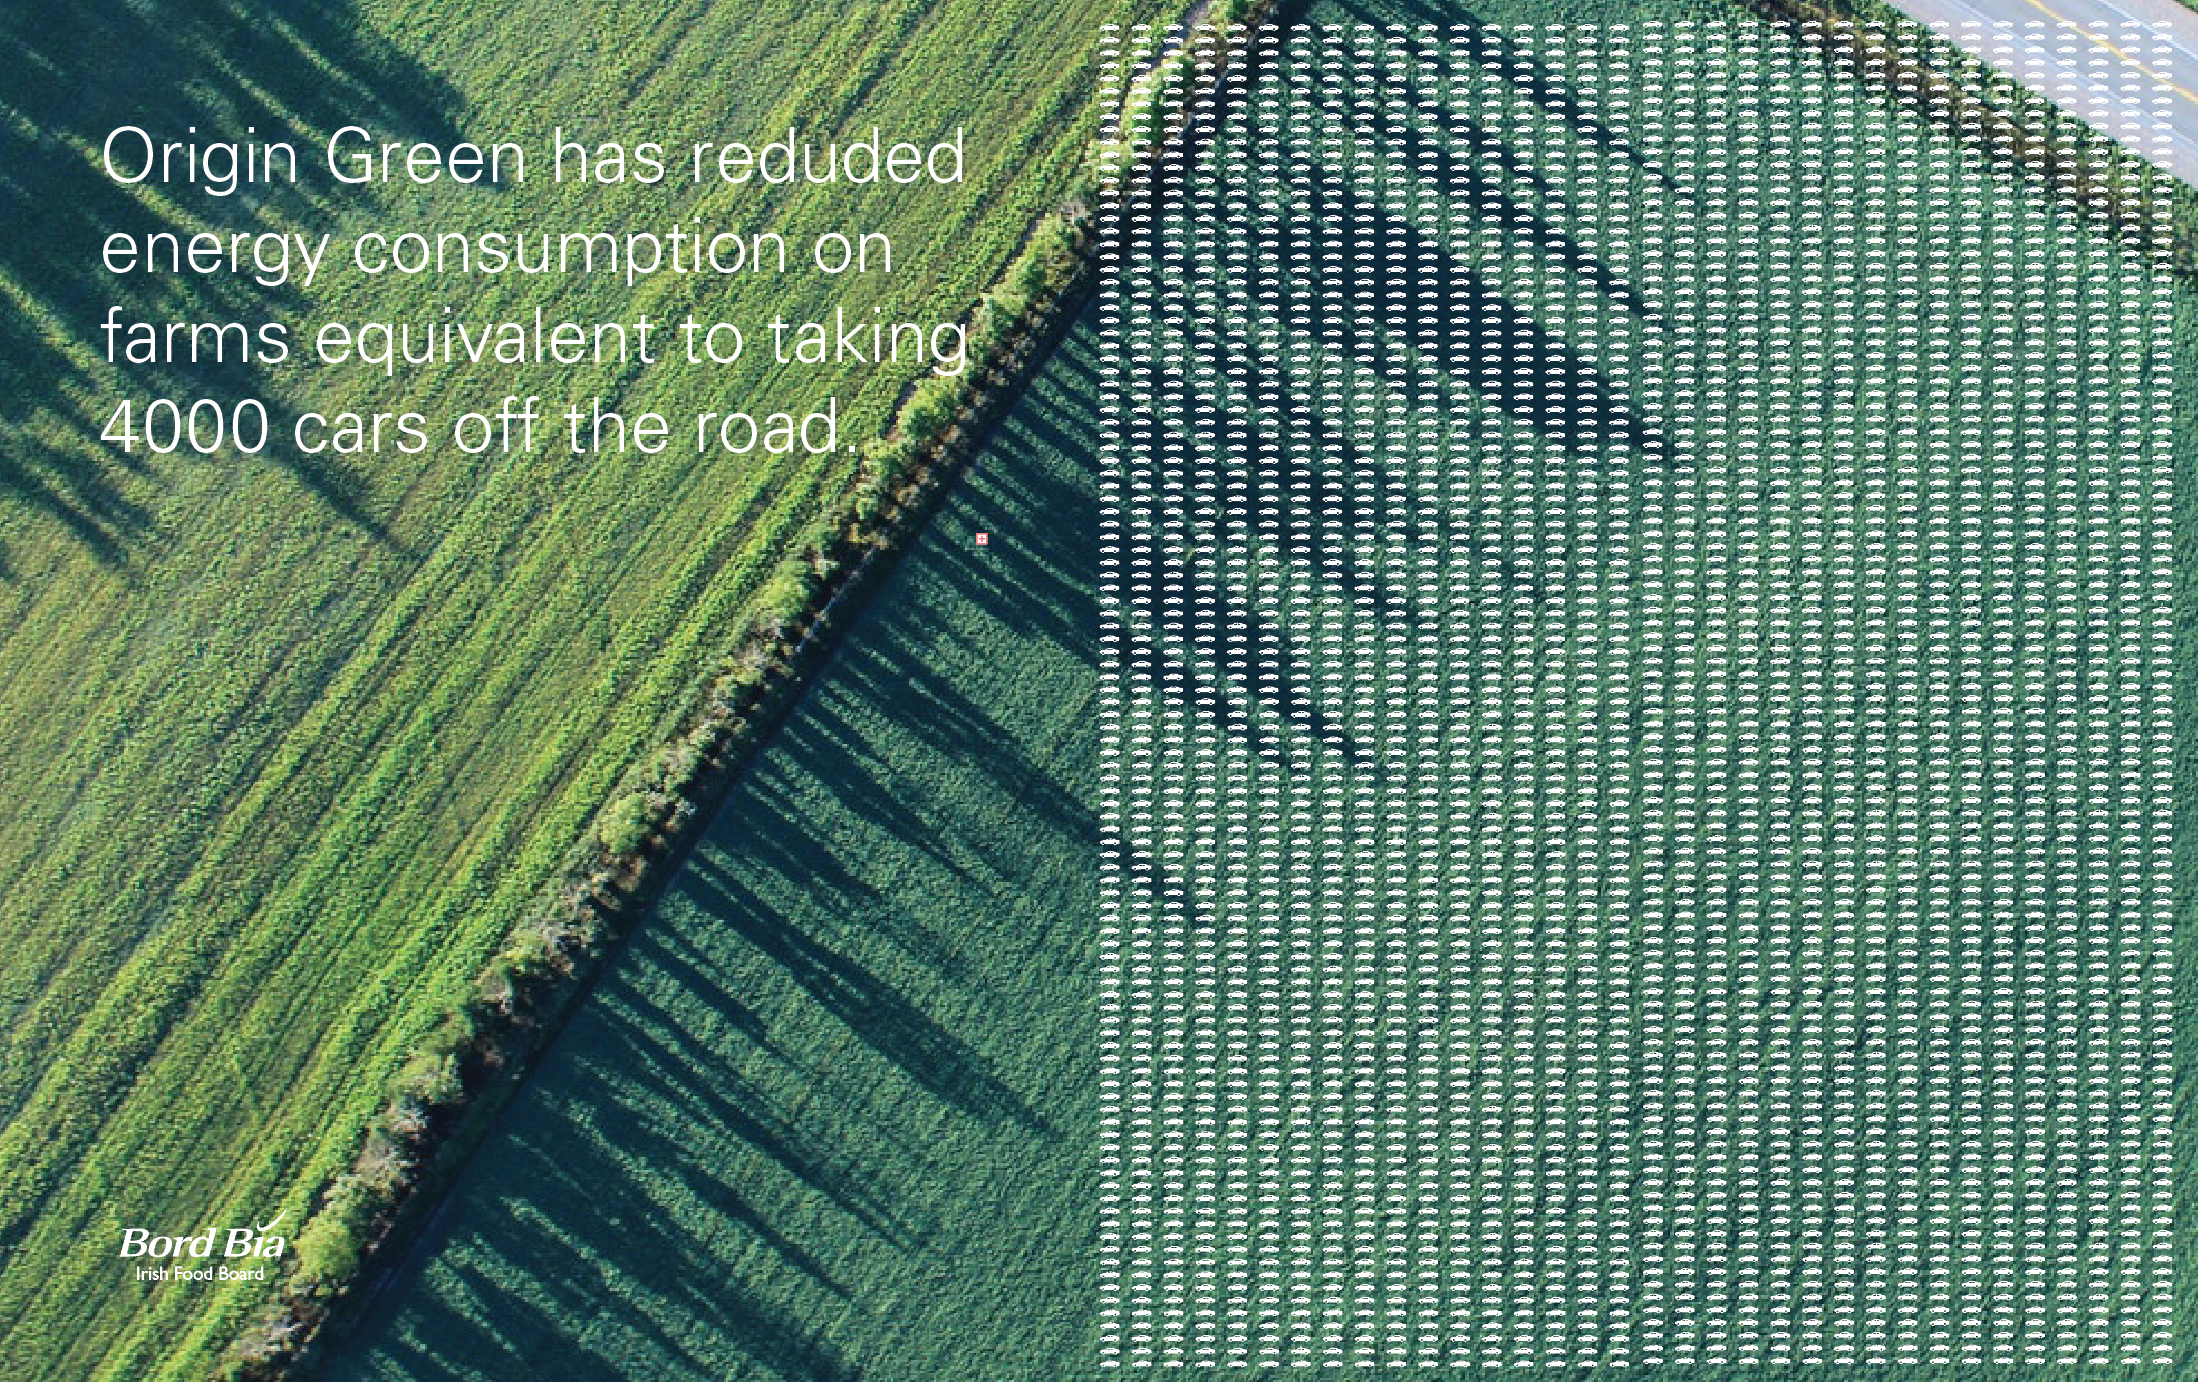 Origin Green has reduded
energy consumption on
farms equivalent to taking
4000 cars off the road.
Bord Bia
Irish Food Board